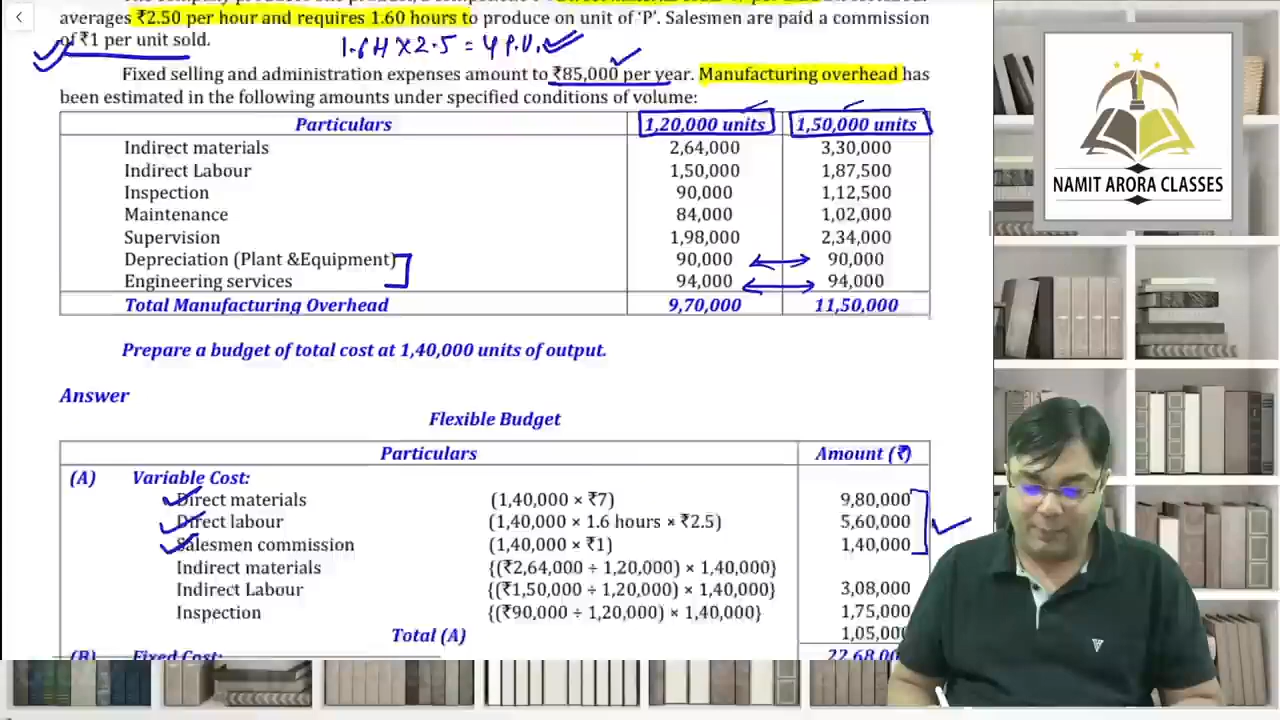 averages ₹2.50 per hour and requires 1.60 hours to produce on unit of ‘P’. Salesmen are paid a commission
of ₹1 per unit sold.
1.6H×2.5 = 4 P.U.
Fixed selling and administration expenses amount to ₹85,000 per year. Manufacturing overhead has
been estimated in the following amounts under specified conditions of volume:
Particulars 1,20,000 units 1,50,000 units
Indirect materials 2,64,000 3,30,000
Indirect Labour 1,50,000 1,87,500
Inspection 90,000 1,12,500
Maintenance 84,000 1,02,000
Supervision 1,98,000 2,34,000
Depreciation (Plant &Equipment) 90,000 90,000
Engineering services 94,000 94,000
Total Manufacturing Overhead 9,70,000 11,50,000
Prepare a budget of total cost at 1,40,000 units of output.
Answer
Flexible Budget
Particulars Amount (₹)
(A) Variable Cost:
Direct materials (1,40,000 × ₹7) 9,80,000
Direct labour (1,40,000 × 1.6 hours × ₹2.5) 5,60,000
Salesmen commission (1,40,000 × ₹1) 1,40,000
Indirect materials {(₹2,64,000 ÷ 1,20,000) × 1,40,000}
Indirect Labour {(₹1,50,000 ÷ 1,20,000) × 1,40,000} 3,08,000
Inspection {(₹90,000 ÷ 1,20,000) × 1,40,000} 1,75,000
Total (A) 1,05,000
(B) Fixed Cost:
NAMIT ARORA CLASSES